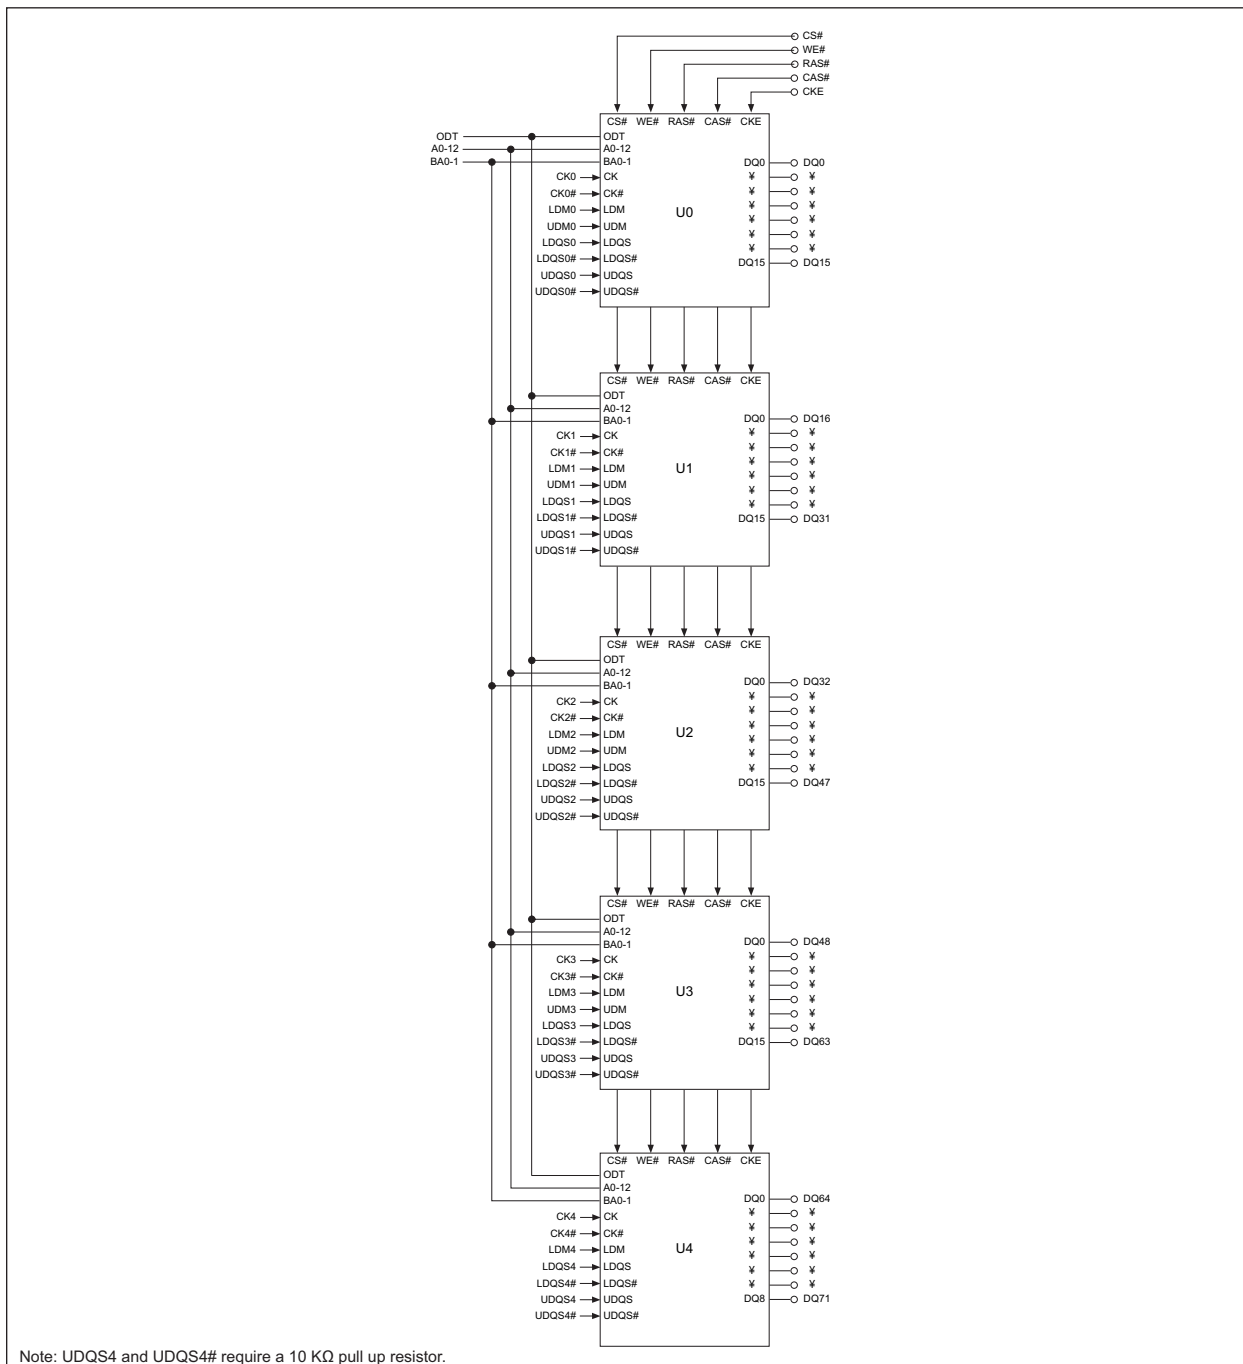 CS#
WE#
RAS#
CAS#
CKE
CS# WE# RAS# CAS# CKE
ODT ODT
A0-12 A0-12
BA0-1 BA0-1 DQ0 DQ0
CK0 CK ¥ ¥
CK0# CK# ¥ ¥
LDM0 LDM ¥ ¥
U0
UDM0 UDM ¥ ¥
¥ ¥
LDQS0 LDQS ¥ ¥
LDQS0# LDQS# DQ15 DQ15
UDQS0 UDQS
UDQS0# UDQS#
CS# WE# RAS# CAS# CKE
ODT
A0-12
BA0-1 DQ0 DQ16
CK1 CK ¥ ¥
CK1# CK# ¥ ¥
LDM1 LDM ¥ ¥
U1
UDM1 UDM ¥ ¥
¥ ¥
LDQS1 LDQS ¥ ¥
LDQS1# LDQS# DQ15 DQ31
UDQS1 UDQS
UDQS1# UDQS#
CS# WE# RAS# CAS# CKE
ODT
A0-12
BA0-1 DQ0 DQ32
CK2 CK ¥ ¥
CK2# CK# ¥ ¥
LDM2 LDM ¥ ¥
U2
UDM2 UDM ¥ ¥
¥ ¥
LDQS2 LDQS ¥ ¥
LDQS2# LDQS# DQ15 DQ47
UDQS2 UDQS
UDQS2# UDQS#
CS# WE# RAS# CAS# CKE
ODT
A0-12
BA0-1 DQ0 DQ48
CK3 CK ¥ ¥
CK3# CK# ¥ ¥
LDM3 LDM ¥ ¥
U3
UDM3 UDM ¥ ¥
¥ ¥
LDQS3 LDQS ¥ ¥
LDQS3# LDQS# DQ15 DQ63
UDQS3 UDQS
UDQS3# UDQS#
CS# WE# RAS# CAS# CKE
ODT
A0-12
BA0-1 DQ0 DQ64
CK4 CK ¥ ¥
CK4# CK# ¥ ¥
LDM4 LDM ¥ ¥
U4
¥ ¥
LDQS4 LDQS ¥ ¥
LDQS4# LDQS# ¥ ¥
UDQS4 UDQS DQ8 DQ71
UDQS4# UDQS#
Note: UDQS4 and UDQS4# require a 10 KΩ pull up resistor.